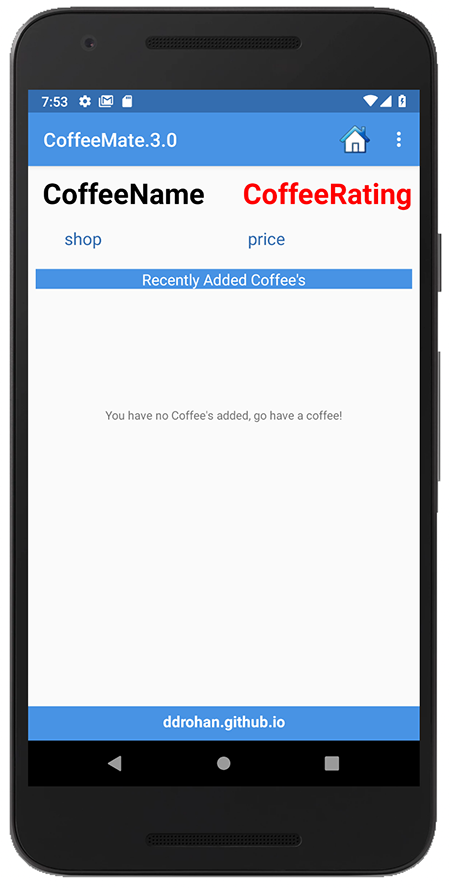 7:53
CoffeeMate.3.0
CoffeeName CoffeeRating
shop price
Recently Added Coffee's
You have no Coffee's added, go have a coffee!
ddrohan.github.io